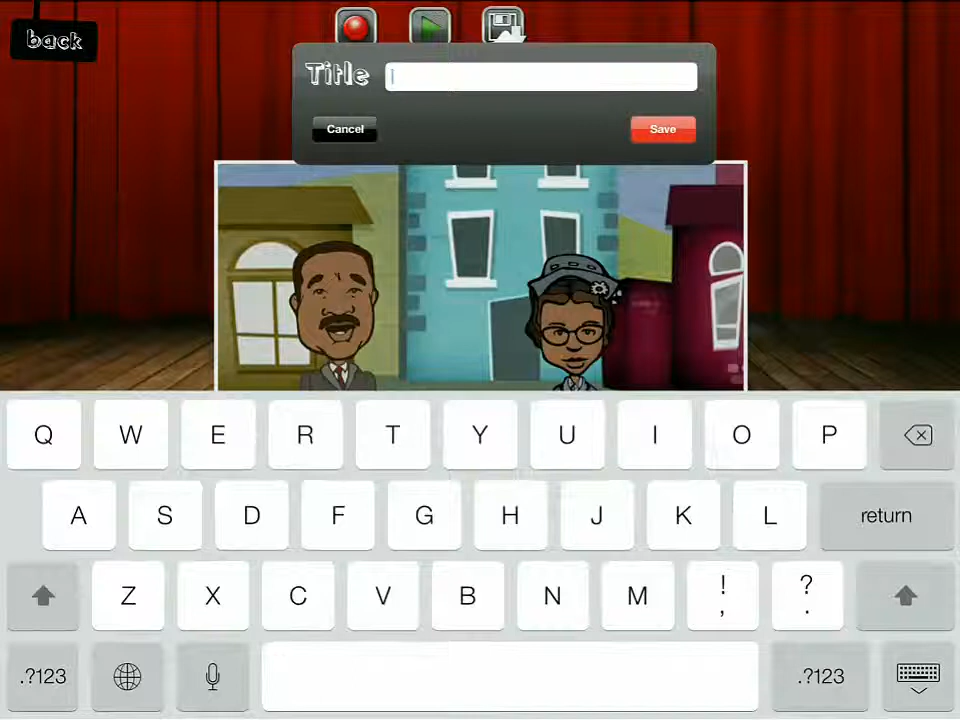 back
Title
Cancel
Save
Q W E R T Y U I O P
A S D F G H J K L
return
Z X C V B N M ! , ? .
.?123
.?123